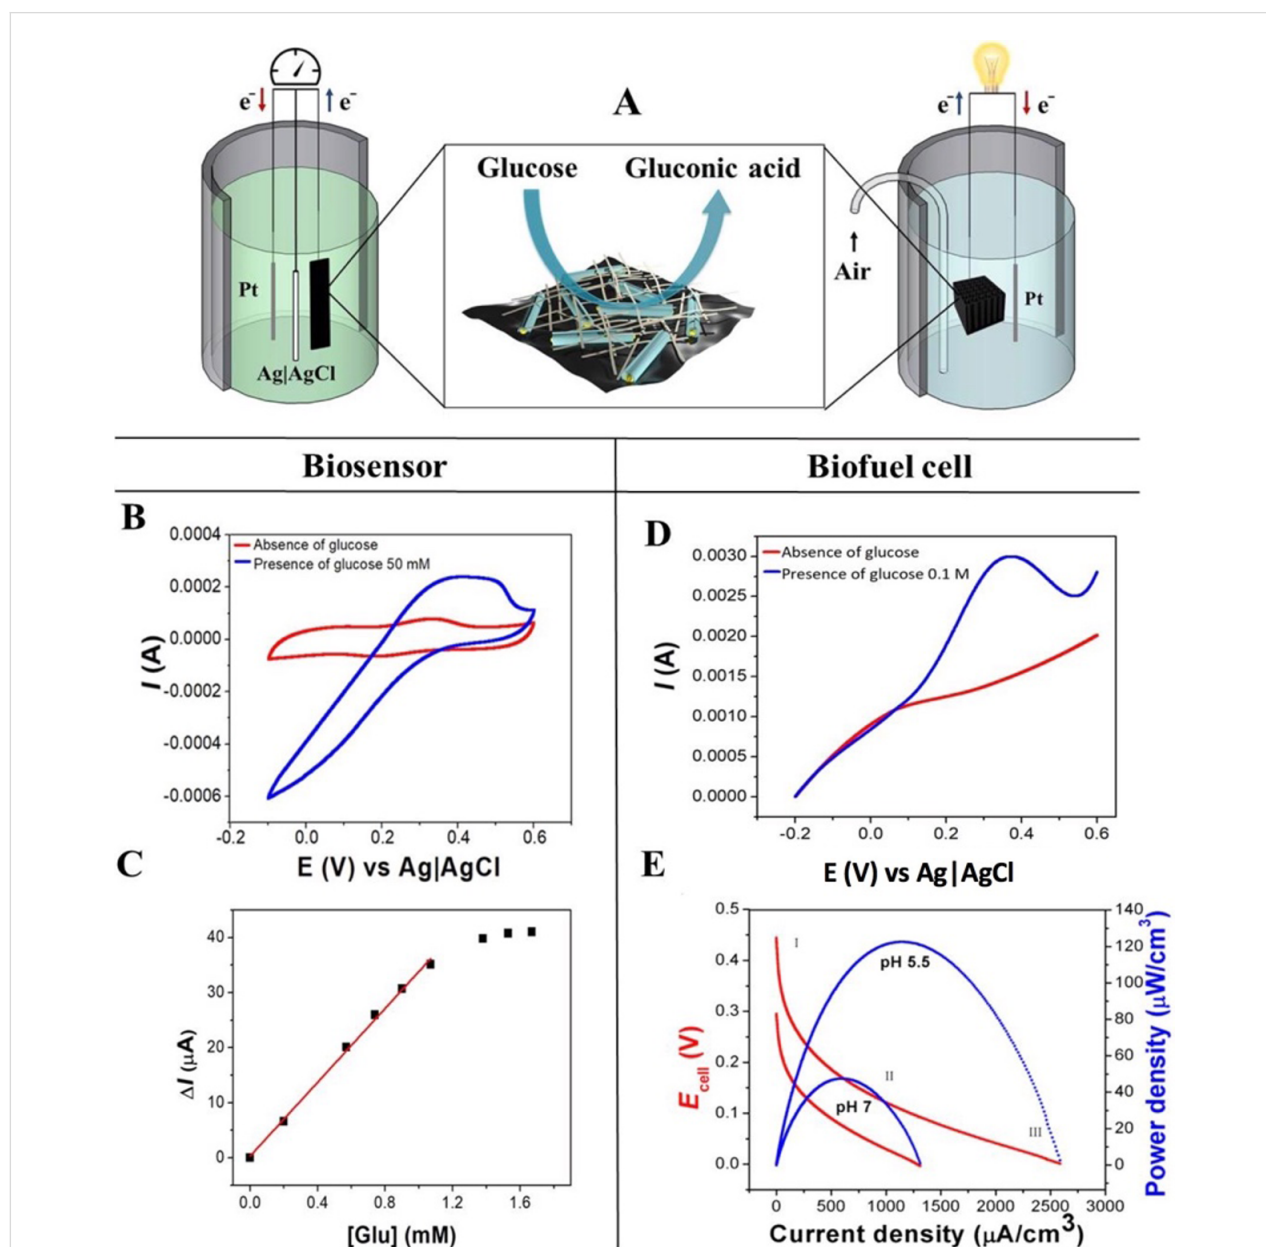 A
e⁻ e⁻
e⁻ e⁻
Glucose Gluconic acid
Pt
Ag|AgCl
Air
Pt
Biosensor
Biofuel cell
B
Absence of glucose
Presence of glucose 50 mM
I (A)
0.0004
0.0002
0.0000
-0.0002
-0.0004
-0.0006
-0.2 0.0 0.2 0.4 0.6
E (V) vs Ag|AgCl
C
ΔI (μA)
40
30
20
10
0
0.0 0.4 0.8 1.2 1.6
[Glu] (mM)
D
Absence of glucose
Presence of glucose 0.1 M
I (A)
0.0030
0.0025
0.0020
0.0015
0.0010
0.0005
0.0000
-0.2 0.0 0.2 0.4 0.6
E (V) vs Ag|AgCl
E
Ecell (V)
0.5
0.4
0.3
0.2
0.1
0.0
I
II
III
pH 5.5
pH 7
140
120
100
80
60
40
20
0
Power density (μW/cm³)
0 500 1000 1500 2000 2500 3000
Current density (μA/cm³)